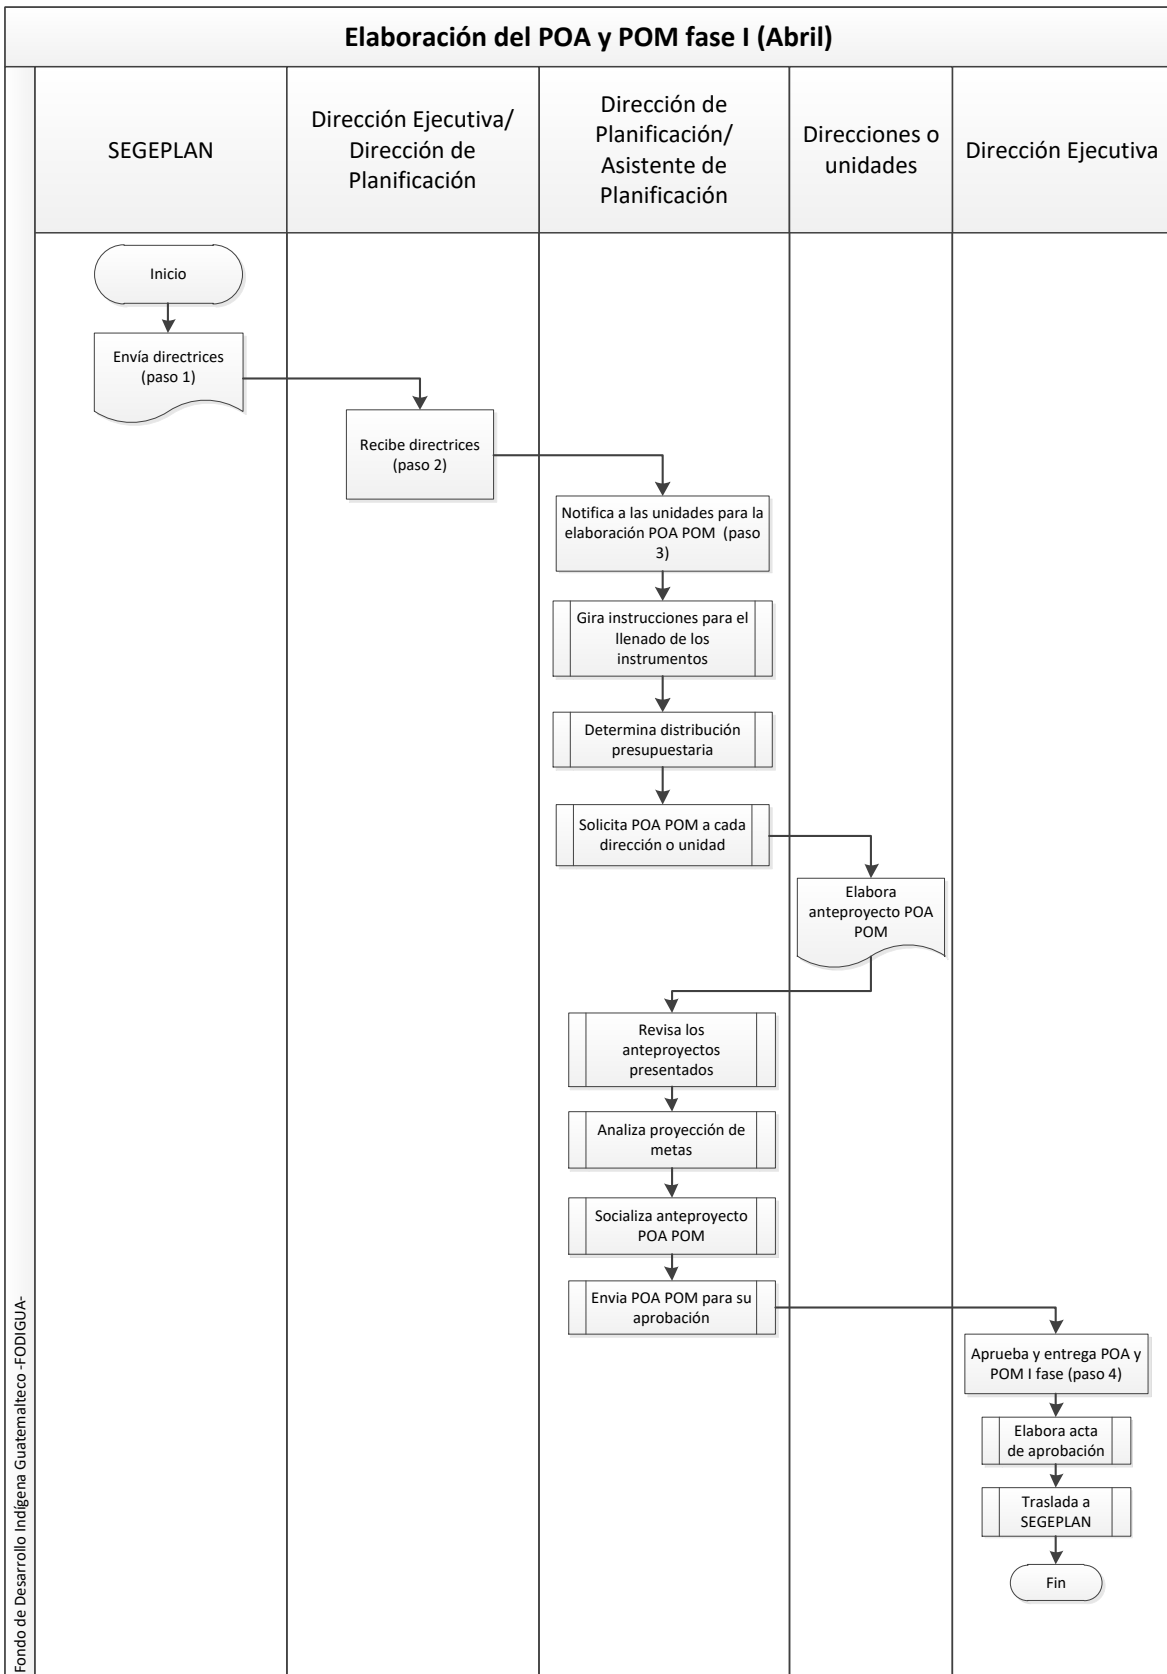 Elaboración del POA y POM fase I (Abril)
SEGEPLAN
Dirección Ejecutiva/
Dirección de
Planificación
Dirección de
Planificación/
Asistente de
Planificación
Direcciones o
unidades
Dirección Ejecutiva
Inicio
Envía directrices
(paso 1)
Recibe directrices
(paso 2)
Notifica a las unidades para la
elaboración POA POM (paso
3)
Gira instrucciones para el
llenado de los
instrumentos
Determina distribución
presupuestaria
Solicita POA POM a cada
dirección o unidad
Elabora
anteproyecto POA
POM
Revisa los
anteproyectos
presentados
Analiza proyección de
metas
Socializa anteproyecto
POA POM
Envia POA POM para su
aprobación
Aprueba y entrega POA y
POM I fase (paso 4)
Elabora acta
de aprobación
Traslada a
SEGEPLAN
Fin
Fondo de Desarrollo Indígena Guatemalteco -FODIGUA-